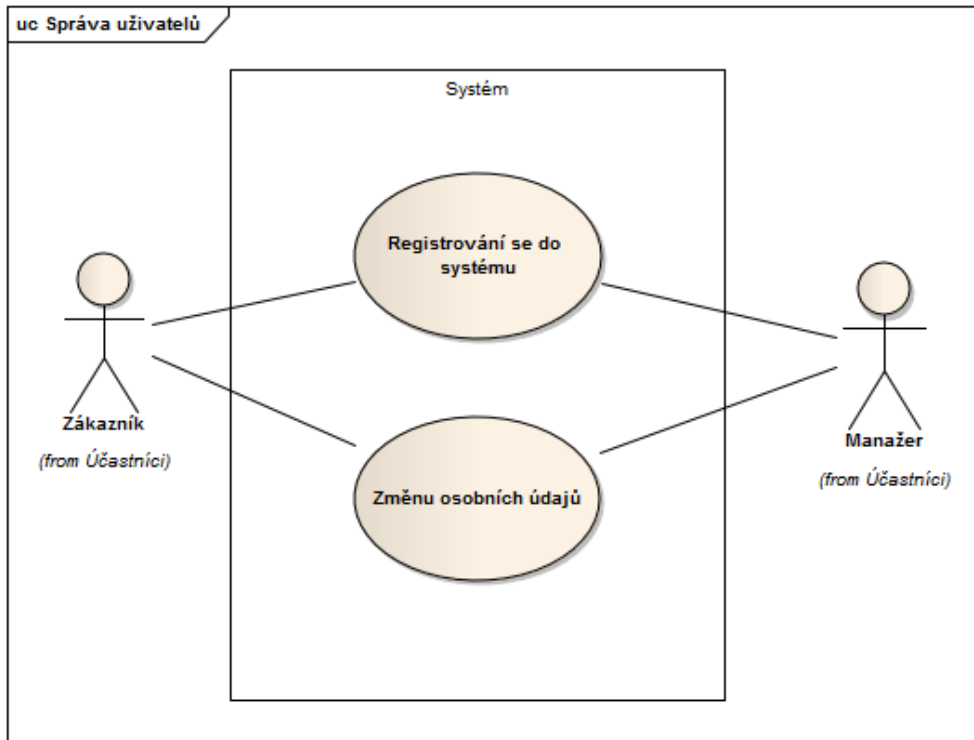 uc Správa uživatelů
Systém
Registrování se do
systému
Zákazník
(from Účastníci)
Manažer
(from Účastníci)
Změnu osobních údajů